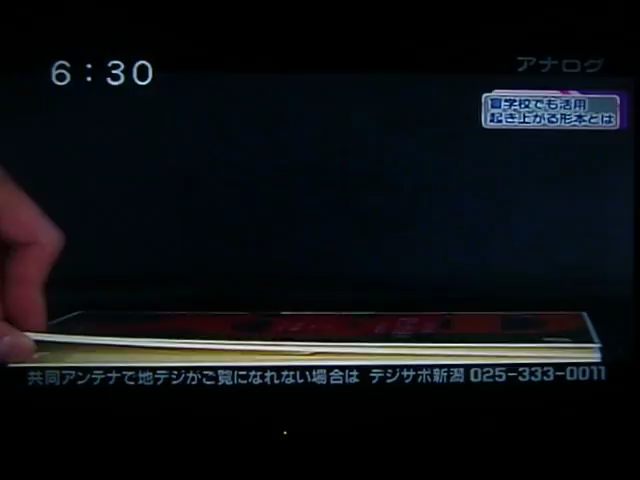 6:30
アナログ
盲学校でも活用
起き上がる形本とは
共同アンテナで地デジがご覧になれない場合は デジサポ新潟 025-333-0011